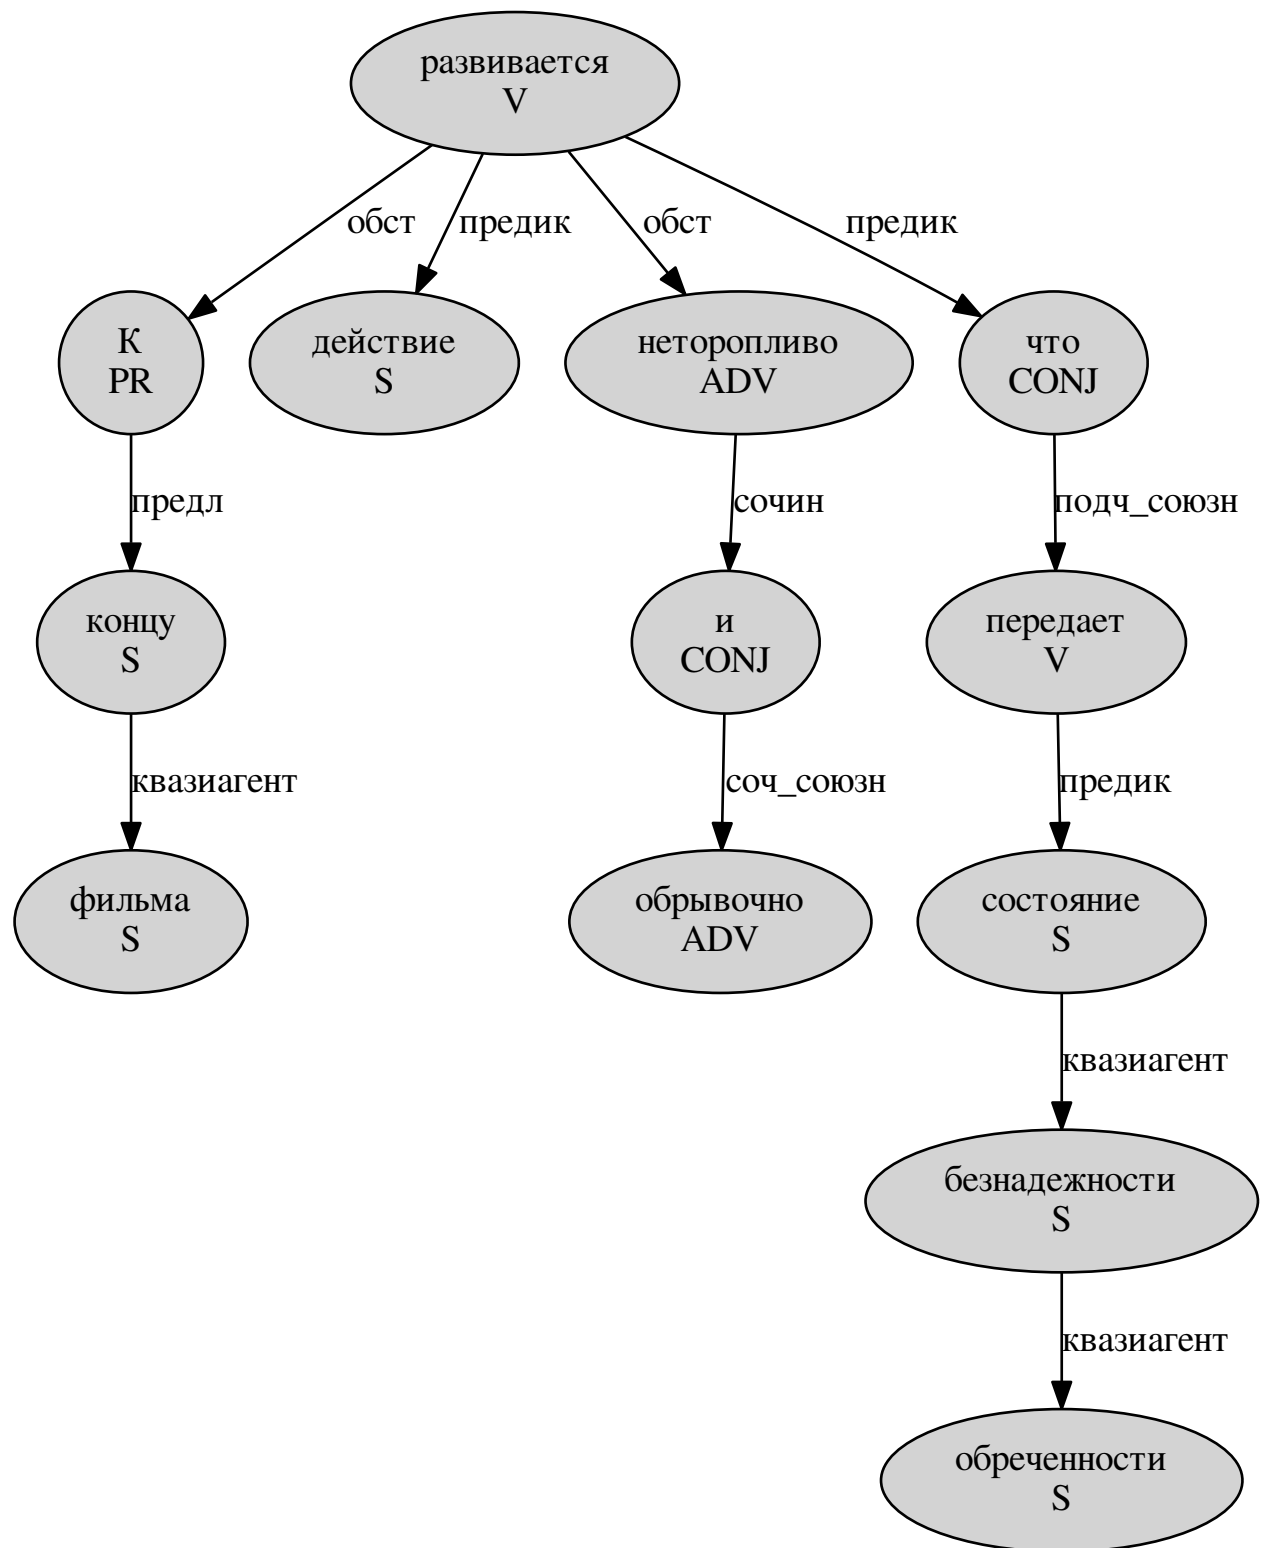 развивается
V
обст
предик
обст
предик
К
PR
действие
S
неторопливо
ADV
что
CONJ
предл
сочин
подч_союзн
концу
S
и
CONJ
передает
V
квазиагент
соч_союзн
предик
фильма
S
обрывочно
ADV
состояние
S
квазиагент
безнадежности
S
квазиагент
обреченности
S